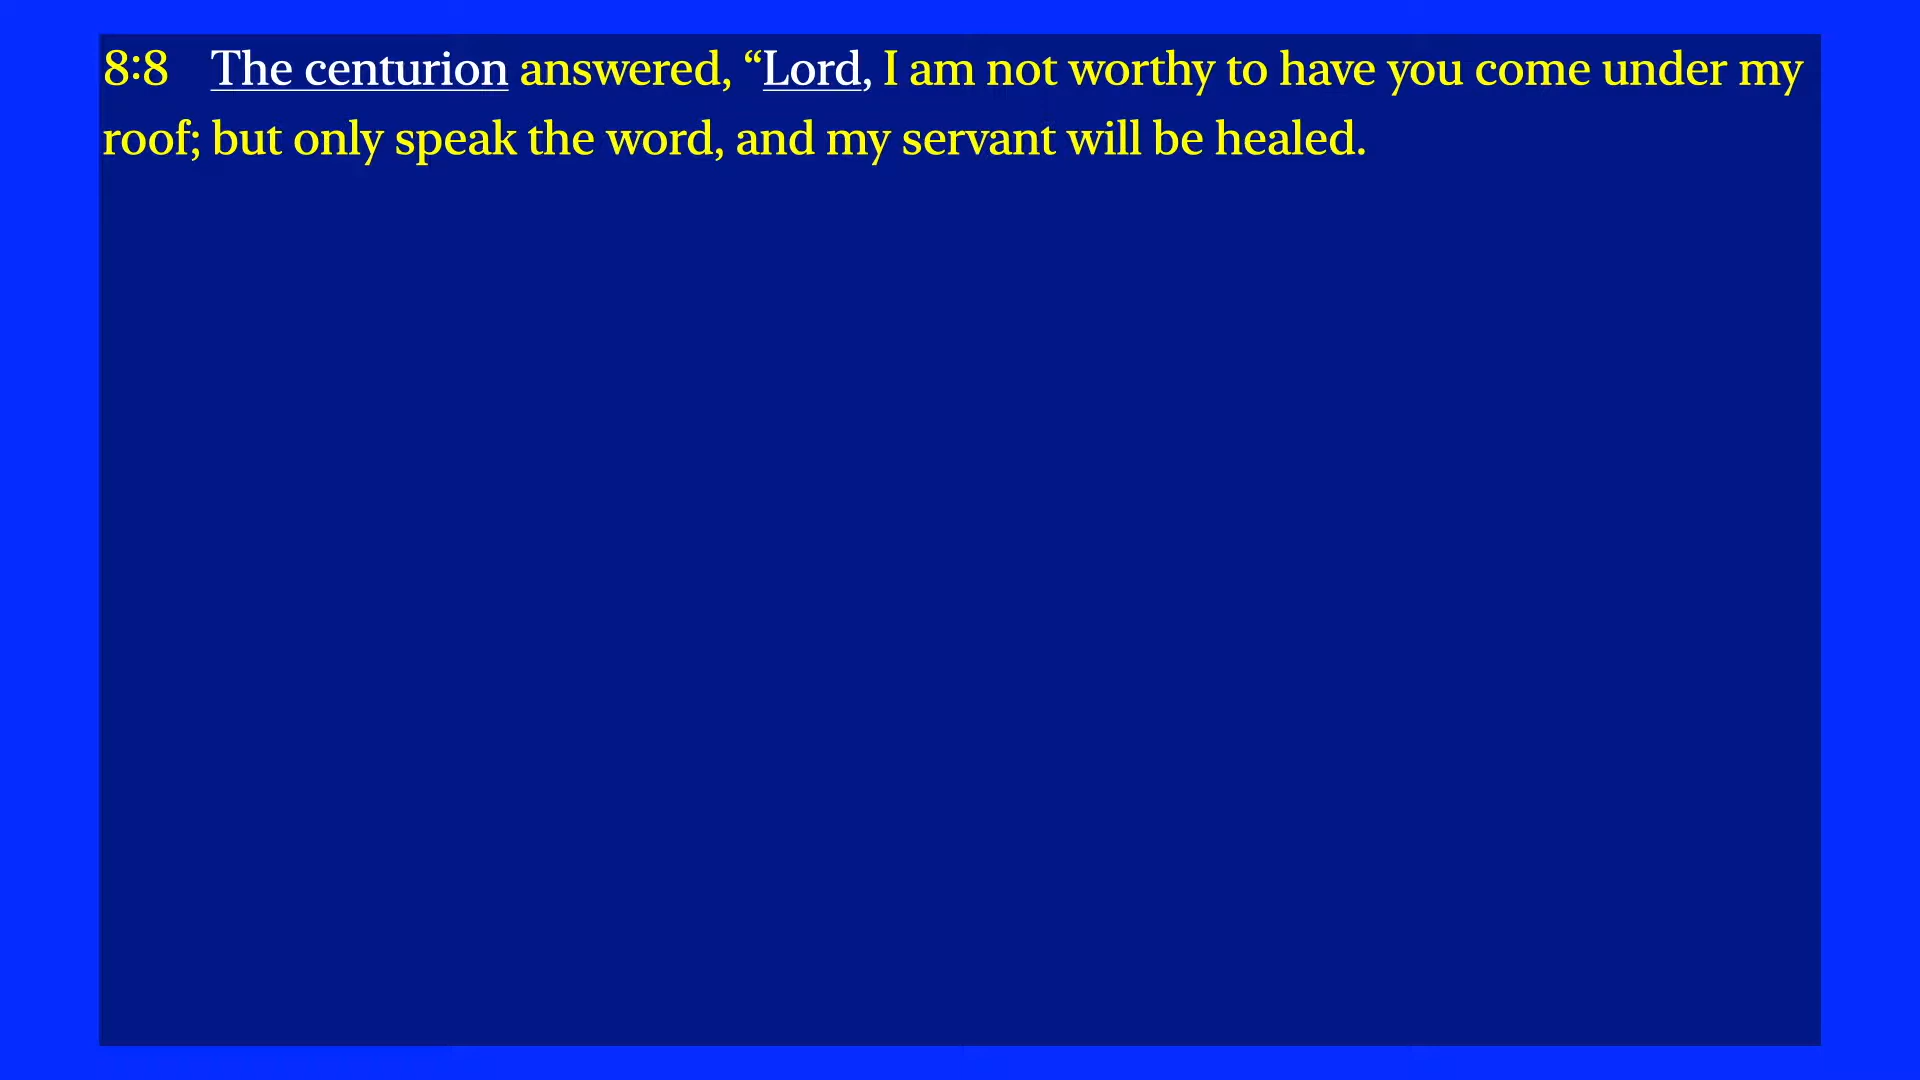 8:8 The centurion answered, “Lord, I am not worthy to have you come under my
roof; but only speak the word, and my servant will be healed.